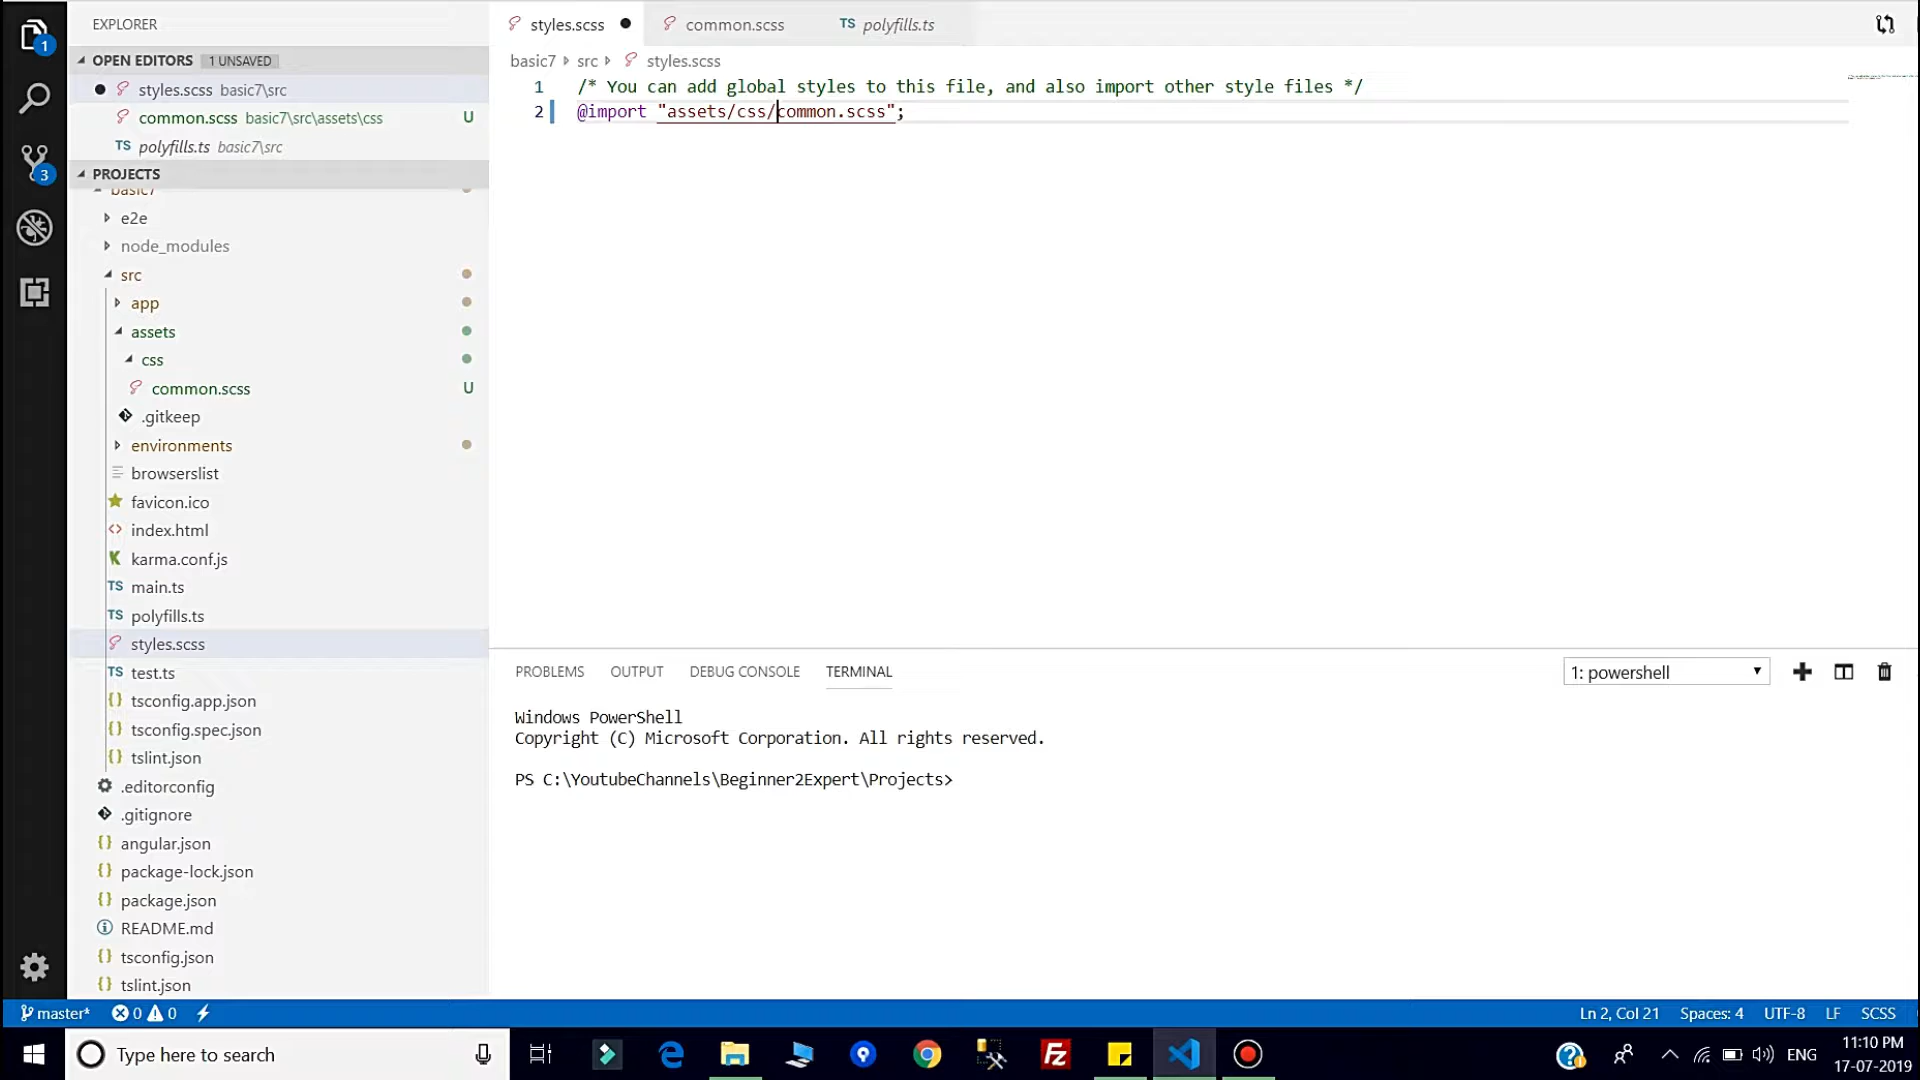 EXPLORER
OPEN EDITORS 1 UNSAVED
styles.scss basic7\src
common.scss basic7\src\assets\css U
TS polyfills.ts basic7\src
PROJECTS
basic7
e2e
node_modules
src
app
assets
css
common.scss U
.gitkeep
environments
browserslist
favicon.ico
<> index.html
K karma.conf.js
TS main.ts
TS polyfills.ts
styles.scss
TS test.ts
{} tsconfig.app.json
{} tsconfig.spec.json
{} tslint.json
.editorconfig
.gitignore
{} angular.json
{} package-lock.json
{} package.json
README.md
{} tsconfig.json
{} tslint.json
1
3
styles.scss common.scss TS polyfills.ts
basic7 src styles.scss
1 /* You can add global styles to this file, and also import other style files */
2 @import "assets/css/common.scss";
PROBLEMS OUTPUT DEBUG CONSOLE TERMINAL 1: powershell
Windows PowerShell
Copyright (C) Microsoft Corporation. All rights reserved.
PS C:\YoutubeChannels\Beginner2Expert\Projects>
master* 0 0 Ln 2, Col 21 Spaces: 4 UTF-8 LF SCSS
Type here to search ENG 11:10 PM
17-07-2019